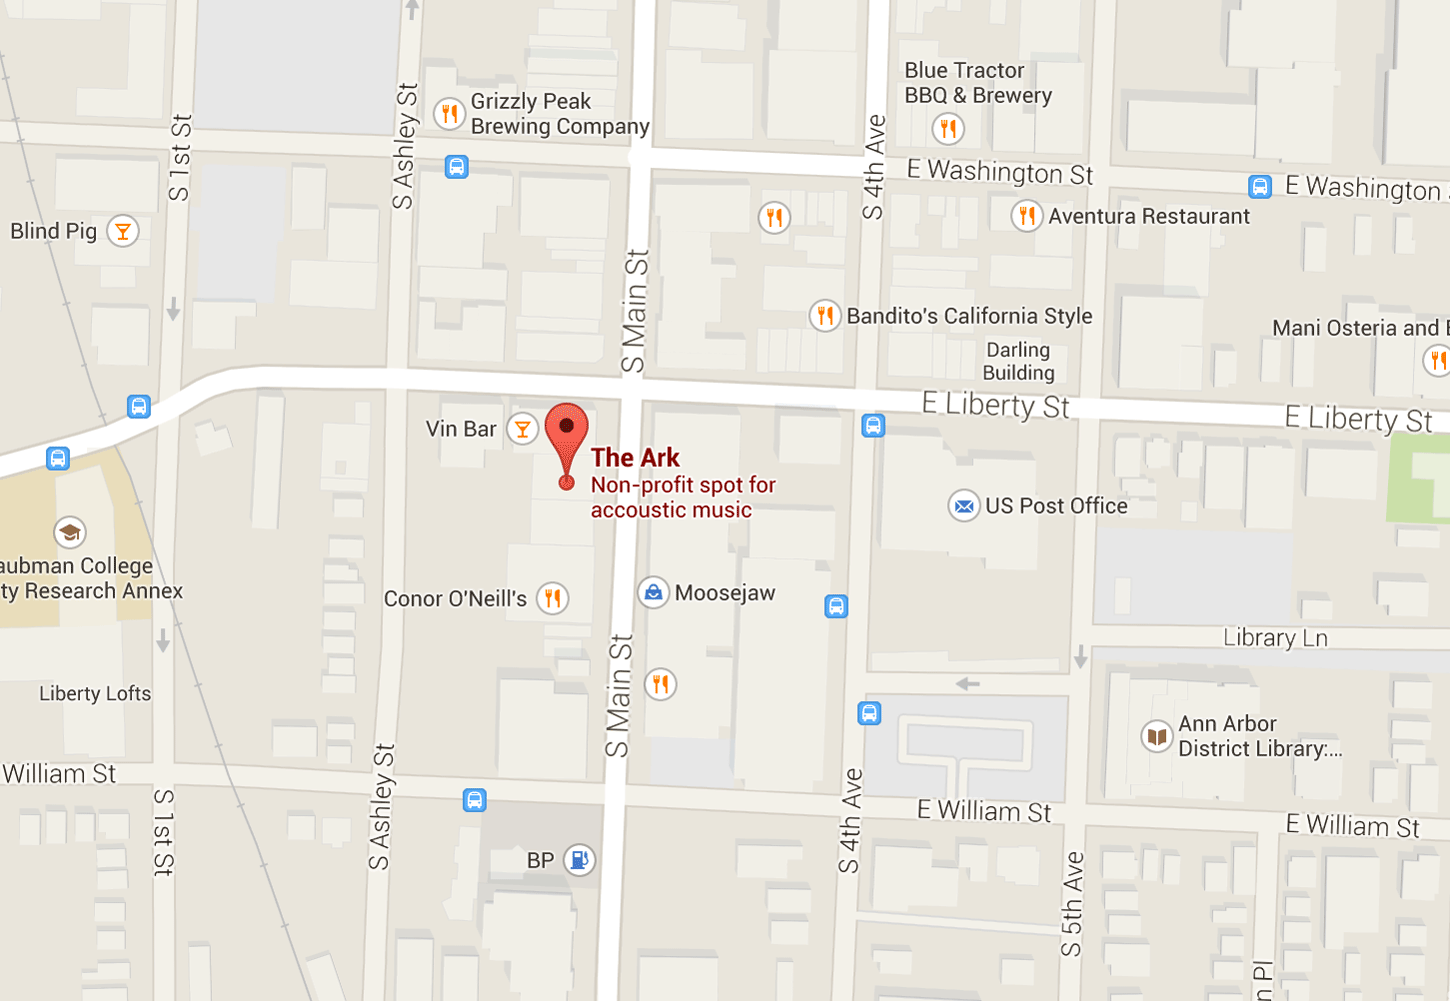 Blue Tractor
BBQ & Brewery
Grizzly Peak
Brewing Company
S Ashley St
S 1st St
S 4th Ave
E Washington St
E Washington
Blind Pig
Aventura Restaurant
S Main St
Bandito's California Style
Mani Osteria and
Darling
Building
E Liberty St
E Liberty St
Vin Bar
The Ark
Non-profit spot for
accoustic music
US Post Office
aubman College
ty Research Annex
Conor O'Neill's
Moosejaw
Library Ln
S Main St
Liberty Lofts
Ann Arbor
District Library:...
William St
S Ashley St
S 1st St
S 4th Ave
E William St
E William St
BP
S 5th Ave
n Pl